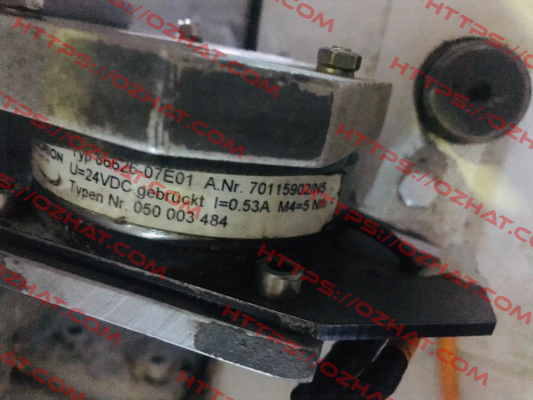 HTTPS://OZHAT.COM
Typ 86626-07E01 A.Nr. 70115902/N5
U=24VDC gebrückt I=0.53A M4=5 Nm
Typen Nr. 050 003 484